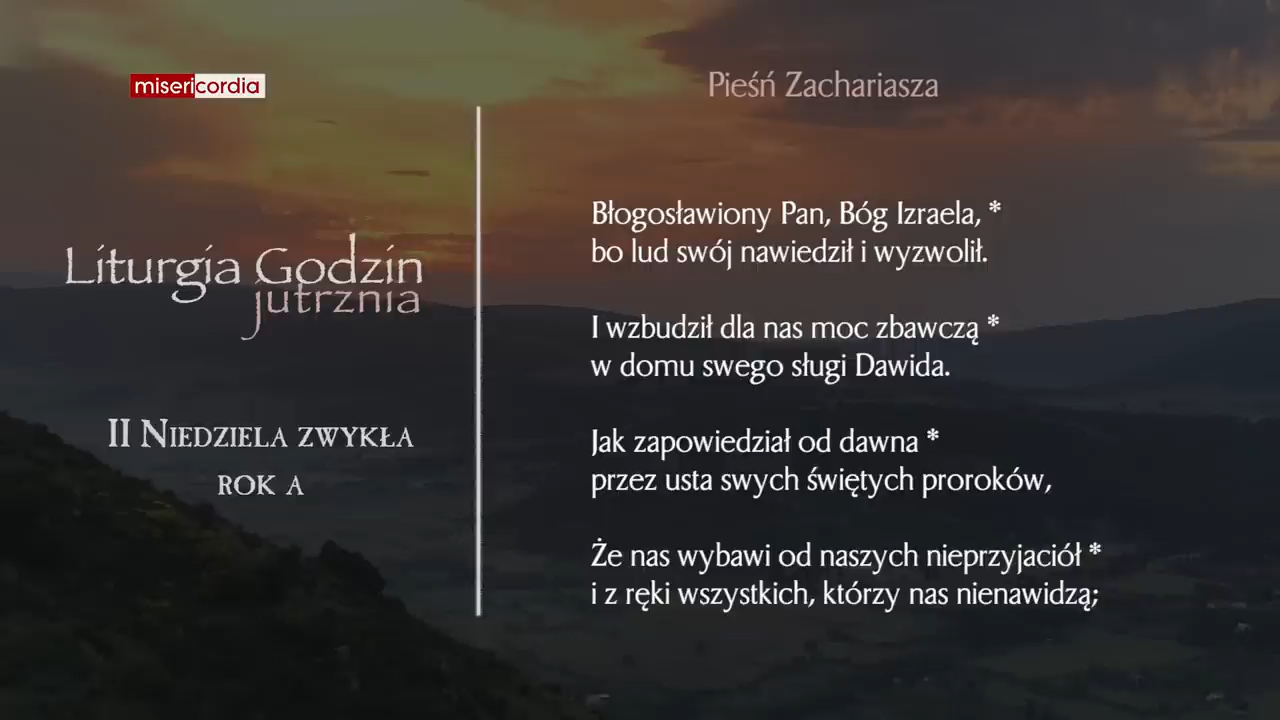 misericordia
Liturgia Godzin
jutrznia
II Niedziela zwykła
rok A
Pieśń Zachariasza
Błogosławiony Pan, Bóg Izraela, *
bo lud swój nawiedził i wyzwolił.
I wzbudził dla nas moc zbawczą *
w domu swego sługi Dawida.
Jak zapowiedział od dawna *
przez usta swych świętych proroków,
Że nas wybawi od naszych nieprzyjaciół *
i z ręki wszystkich, którzy nas nienawidzą;